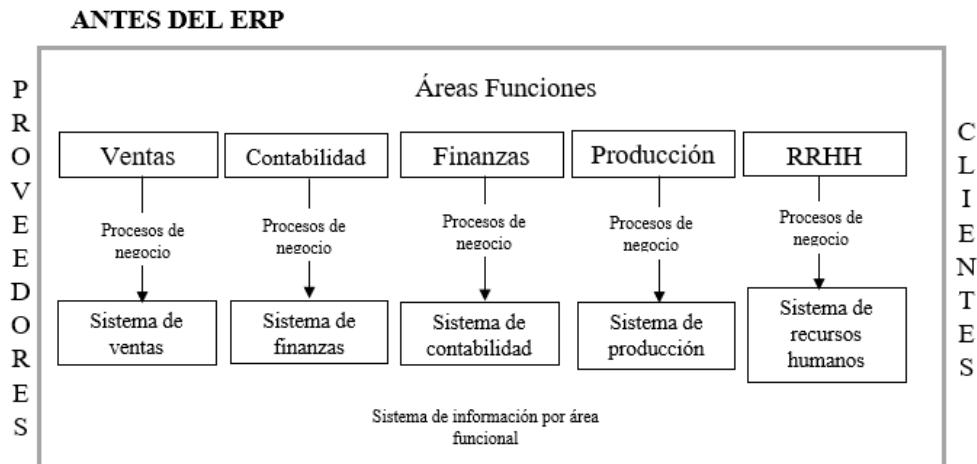 ANTES DEL ERP
PROVEEDORES
Áreas Funciones
Ventas
Contabilidad
Finanzas
Producción
RRHH
Procesos de
negocio
Procesos de
negocio
Procesos de
negocio
Procesos de
negocio
Procesos de
negocio
Sistema de
ventas
Sistema de
finanzas
Sistema de
contabilidad
Sistema de
producción
Sistema de
recursos
humanos
Sistema de información por área
funcional
CLIENTES